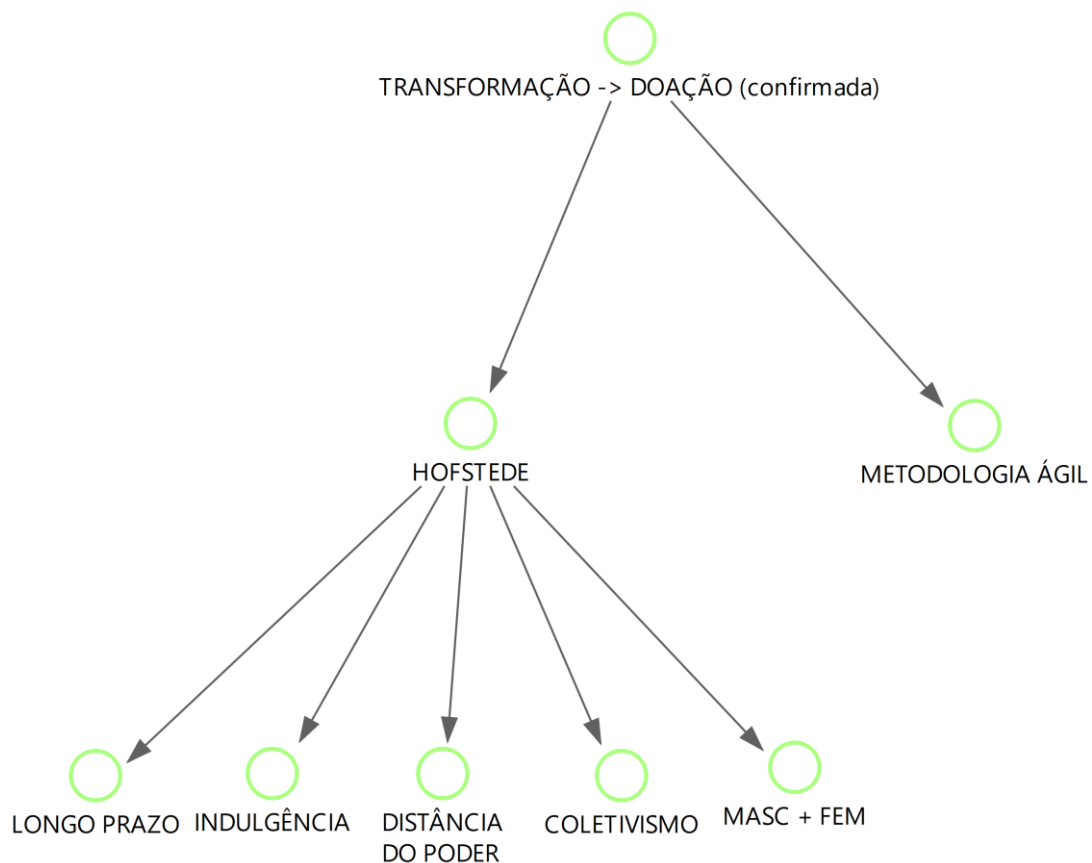 TRANSFORMAÇÃO -> DOAÇÃO (confirmada)
HOFSTEDE
METODOLOGIA ÁGIL
LONGO PRAZO
INDULGÊNCIA
DISTÂNCIA
DO PODER
COLETIVISMO
MASC + FEM